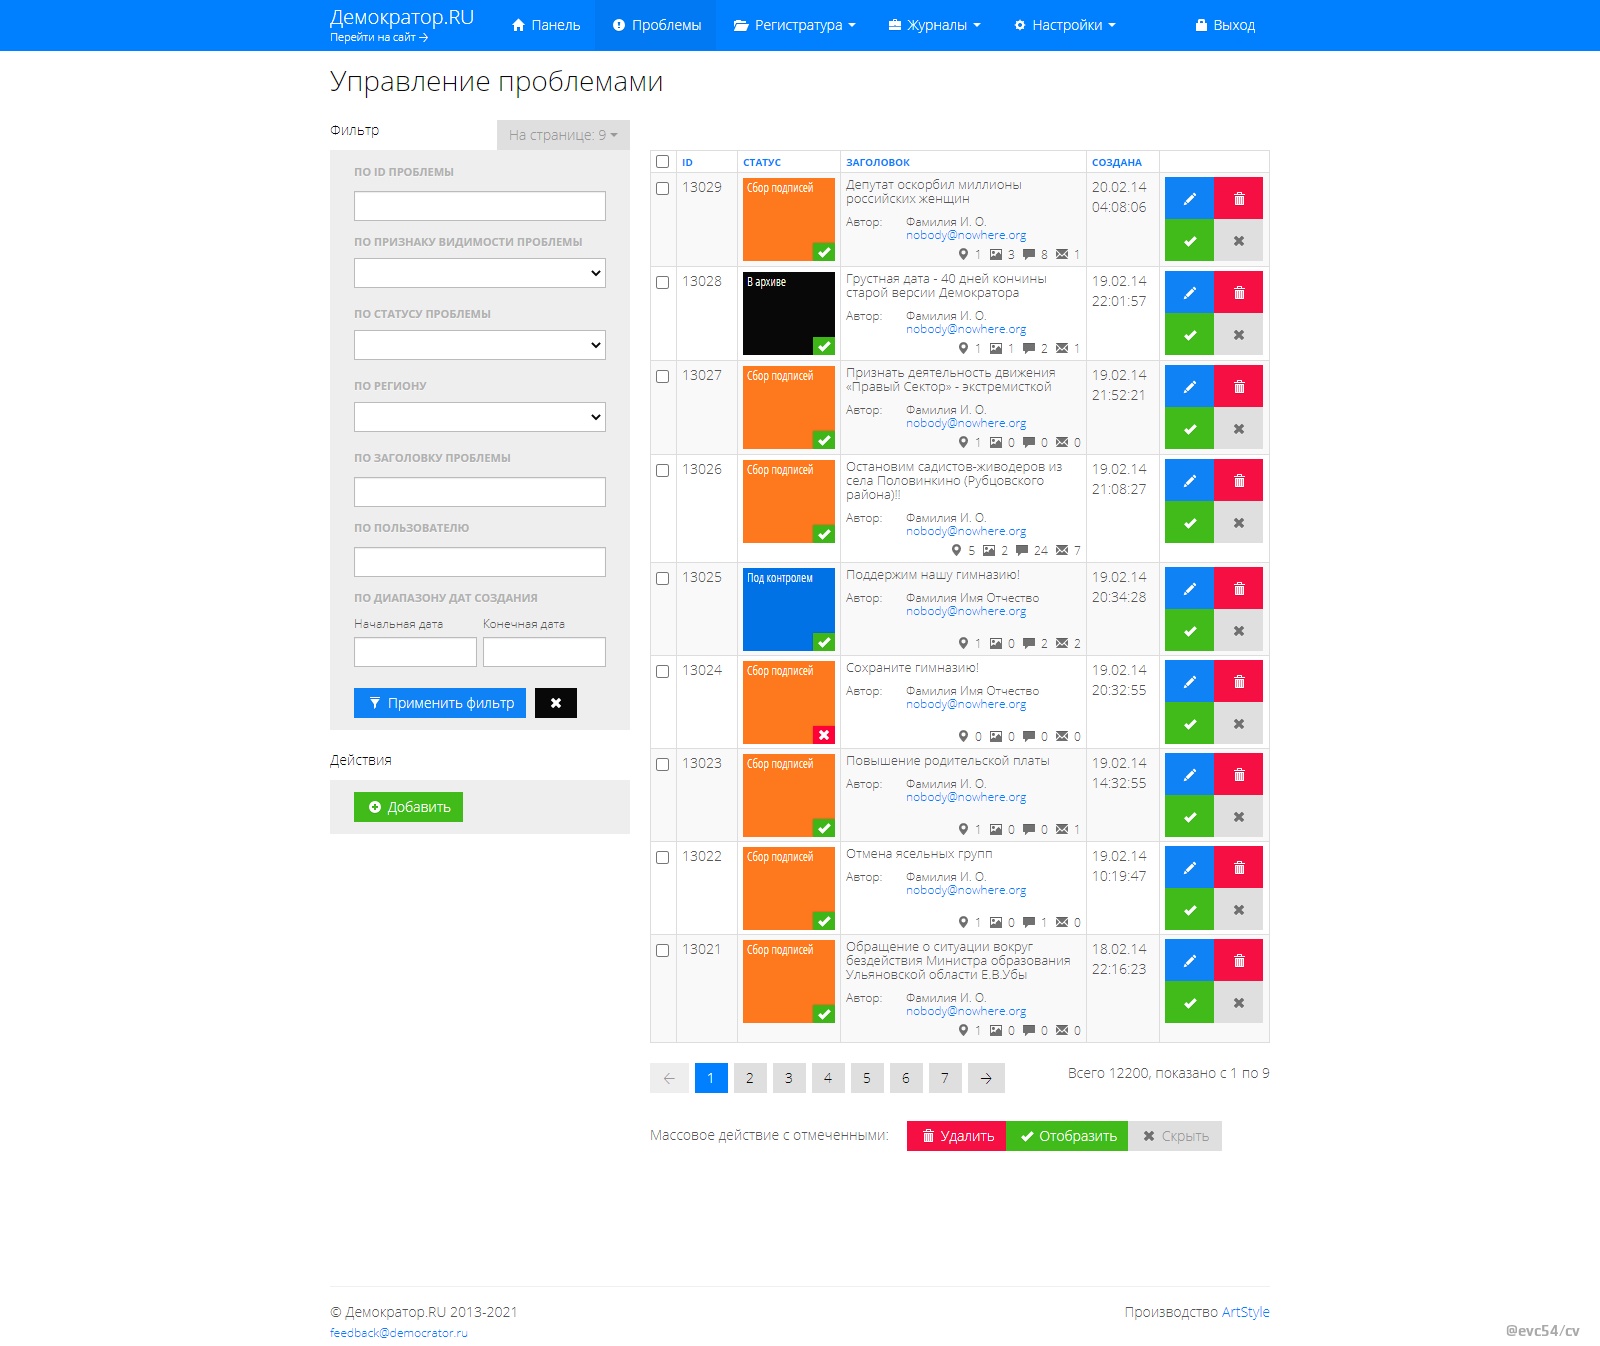 Демократор.RU
Перейти на сайт →
Панель
Проблемы
Регистратура
Журналы
Настройки
Выход
Управление проблемами
Фильтр
На странице: 9
ПО ID ПРОБЛЕМЫ
ПО ПРИЗНАКУ ВИДИМОСТИ ПРОБЛЕМЫ
ПО СТАТУСУ ПРОБЛЕМЫ
ПО РЕГИОНУ
ПО ЗАГОЛОВКУ ПРОБЛЕМЫ
ПО ПОЛЬЗОВАТЕЛЮ
ПО ДИАПАЗОНУ ДАТ СОЗДАНИЯ
Начальная дата
Конечная дата
Применить фильтр
Действия
Добавить
ID СТАТУС ЗАГОЛОВОК СОЗДАНА
13029 Сбор подписей Депутат оскорбил миллионы 20.02.14
российских женщин 04:08:06
Автор: Фамилия И. О.
nobody@nowhere.org
1 3 8 1
13028 В архиве Грустная дата - 40 дней кончины 19.02.14
старой версии Демократора 22:01:57
Автор: Фамилия И. О.
nobody@nowhere.org
1 1 2 1
13027 Сбор подписей Признать деятельность движения 19.02.14
«Правый Сектор» - экстремисткой 21:52:21
Автор: Фамилия И. О.
nobody@nowhere.org
1 0 0 0
13026 Сбор подписей Остановим садистов-живодеров из 19.02.14
села Половинкино (Рубцовского 21:08:27
района)!!
Автор: Фамилия И. О.
nobody@nowhere.org
5 2 24 7
13025 Под контролем Поддержим нашу гимназию! 19.02.14
20:34:28
Автор: Фамилия Имя Отчество
nobody@nowhere.org
1 0 2 2
13024 Сбор подписей Сохраните гимназию! 19.02.14
20:32:55
Автор: Фамилия Имя Отчество
nobody@nowhere.org
0 0 0 0
13023 Сбор подписей Повышение родительской платы 19.02.14
14:32:55
Автор: Фамилия И. О.
nobody@nowhere.org
1 0 0 1
13022 Сбор подписей Отмена ясельных групп 19.02.14
10:19:47
Автор: Фамилия И. О.
nobody@nowhere.org
1 0 1 0
13021 Сбор подписей Обращение о ситуации вокруг 18.02.14
бездействия Министра образования 22:16:23
Ульяновской области Е.В.Убы
Автор: Фамилия И. О.
nobody@nowhere.org
1 0 0 0
← 1 2 3 4 5 6 7 →
Всего 12200, показано с 1 по 9
Массовое действие с отмеченными: Удалить Отобразить Скрыть
© Демократор.RU 2013-2021
feedback@democrator.ru
Производство ArtStyle
@evc54/cv